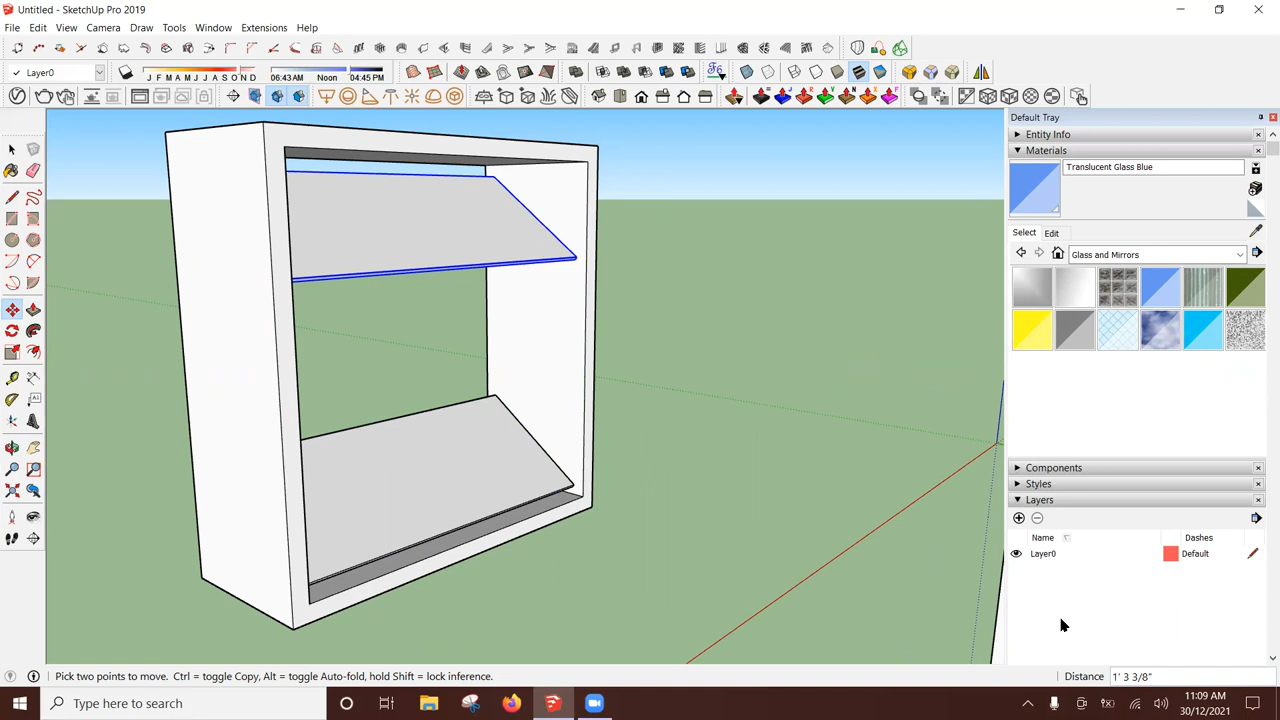 Untitled - SketchUp Pro 2019
File Edit View Camera Draw Tools Window Extensions Help
Layer0
J F M A M J J A S O N D
06:43 AM Noon 04:45 PM
Default Tray
Entity Info
Materials
Translucent Glass Blue
Select Edit
Glass and Mirrors
Components
Styles
Layers
Name Dashes
Layer0 Default
Pick two points to move. Ctrl = toggle Copy, Alt = toggle Auto-fold, hold Shift = lock inference.
Distance 1' 3 3/8"
Type here to search
11:09 AM
30/12/2021